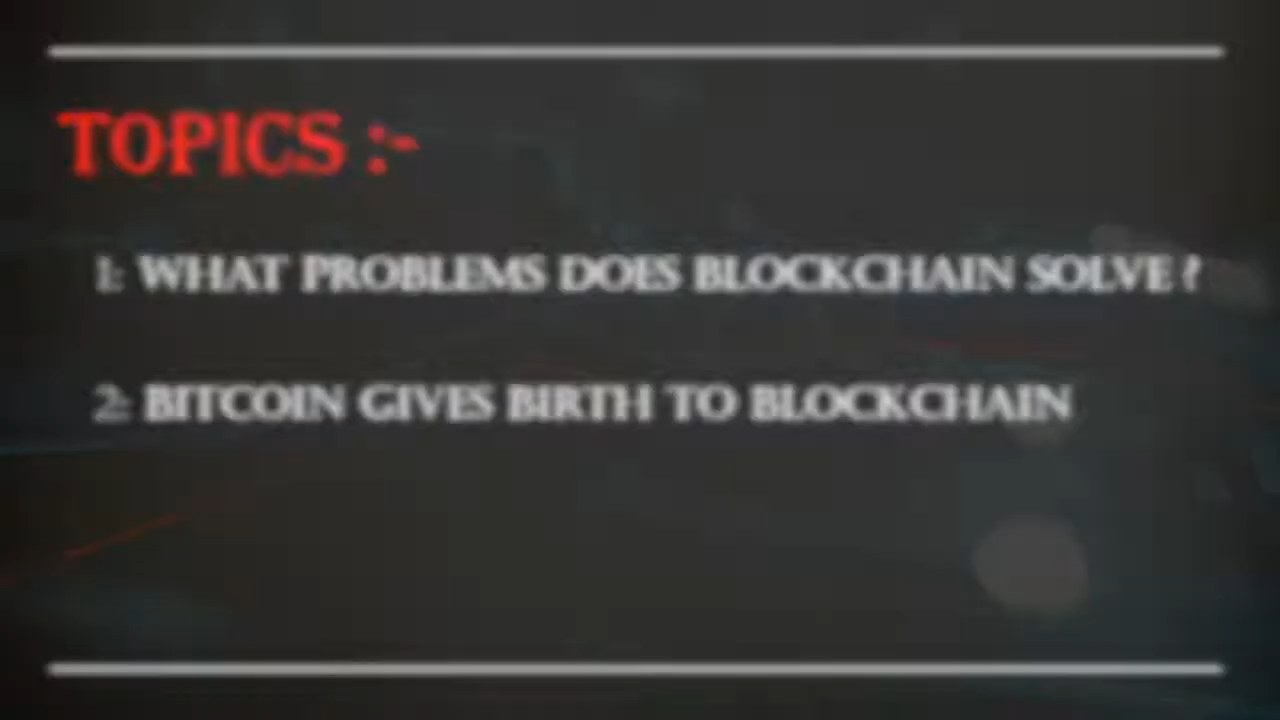 TOPICS :-
1: WHAT PROBLEMS DOES BLOCKCHAIN SOLVE ?
2: BITCOIN GIVES BIRTH TO BLOCKCHAIN